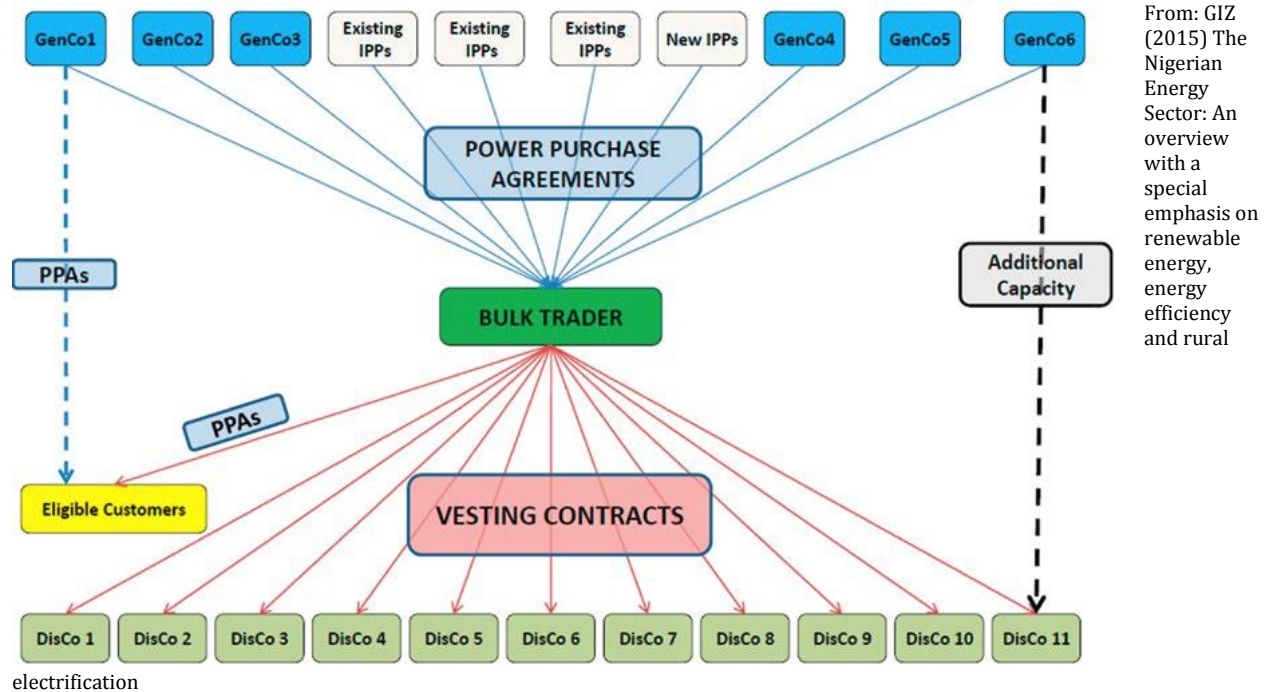 GenCo1
GenCo2
GenCo3
Existing
IPPs
Existing
IPPs
Existing
IPPs
New IPPs
GenCo4
GenCo5
GenCo6
POWER PURCHASE
AGREEMENTS
PPAs
Additional
Capacity
BULK TRADER
PPAs
Eligible Customers
VESTING CONTRACTS
DisCo 1
DisCo 2
DisCo 3
DisCo 4
DisCo 5
DisCo 6
DisCo 7
DisCo 8
DisCo 9
DisCo 10
DisCo 11
From: GIZ
(2015) The
Nigerian
Energy
Sector: An
overview
with a
special
emphasis on
renewable
energy,
energy
efficiency
and rural
electrification